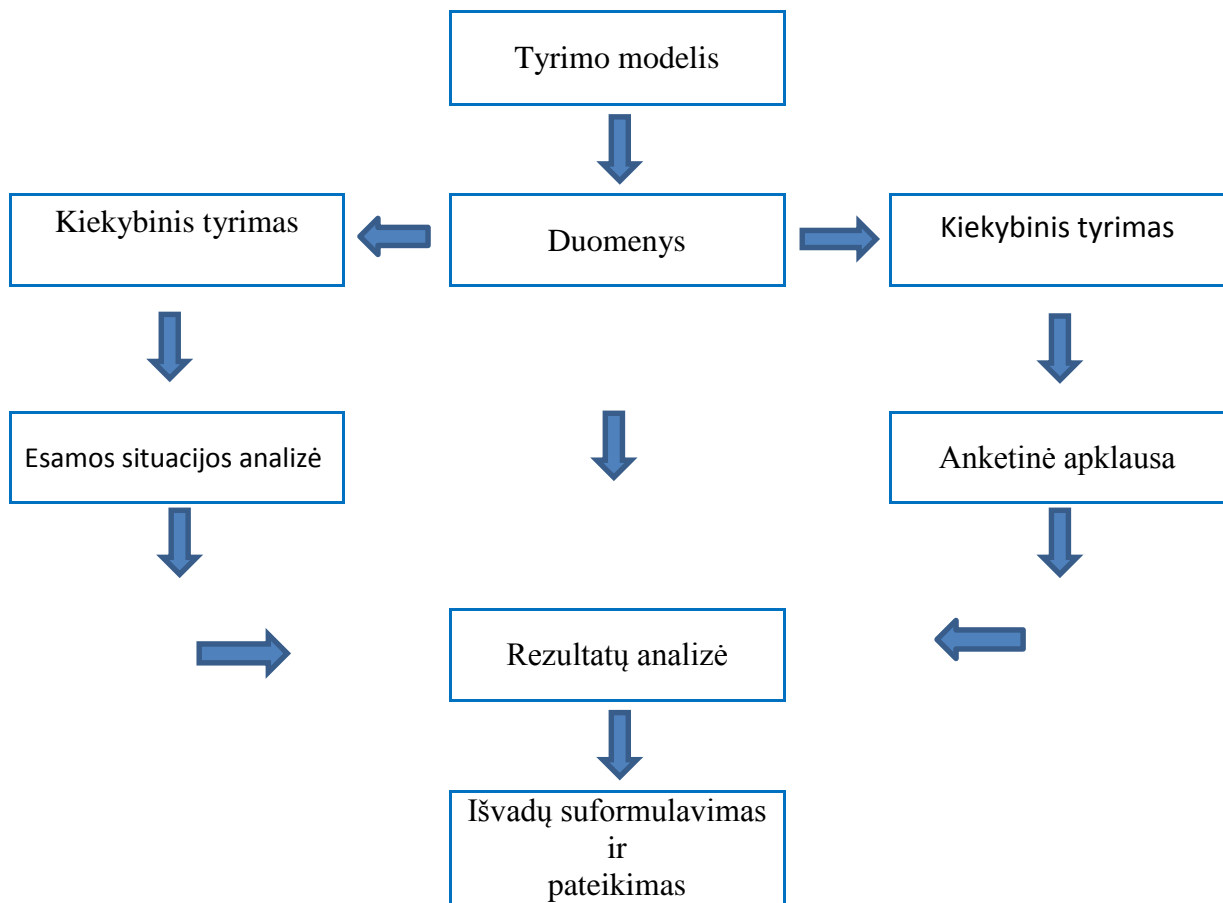 Tyrimo modelis
Kiekybinis tyrimas
Duomenys
Kiekybinis tyrimas
Esamos situacijos analizė
Anketinė apklausa
Rezultatų analizė
Išvadų suformulavimas
ir
pateikimas